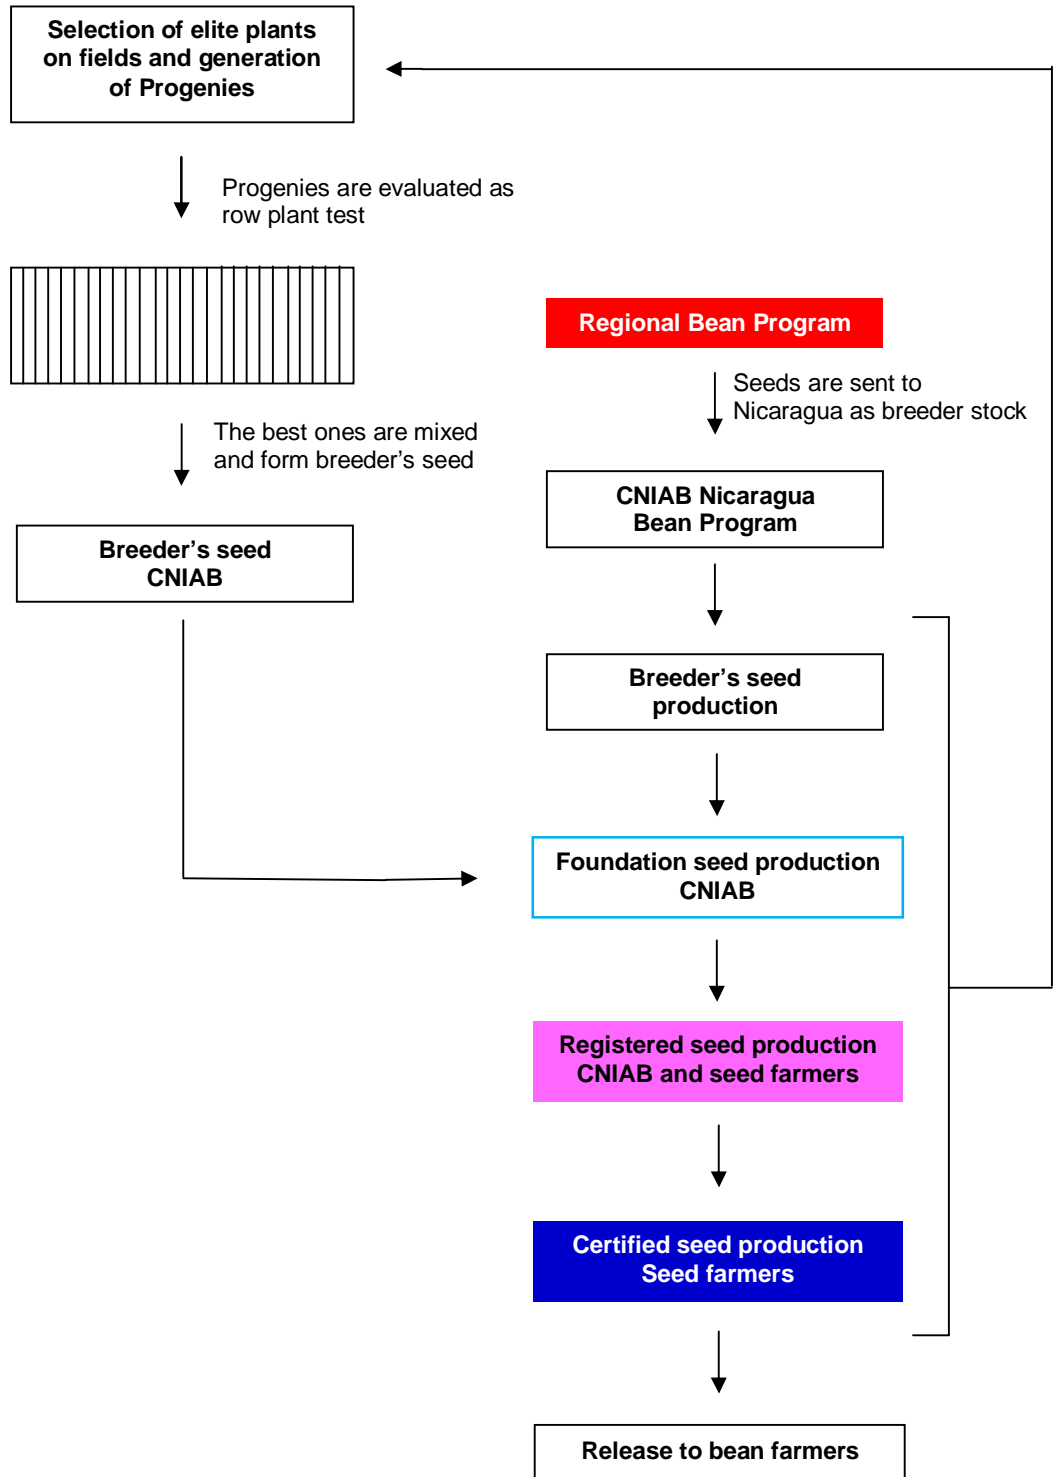 Selection of elite plants
on fields and generation
of Progenies
Progenies are evaluated as
row plant test
The best ones are mixed
and form breeder’s seed
Breeder’s seed
CNIAB
Regional Bean Program
Seeds are sent to
Nicaragua as breeder stock
CNIAB Nicaragua
Bean Program
Breeder’s seed
production
Foundation seed production
CNIAB
Registered seed production
CNIAB and seed farmers
Certified seed production
Seed farmers
Release to bean farmers